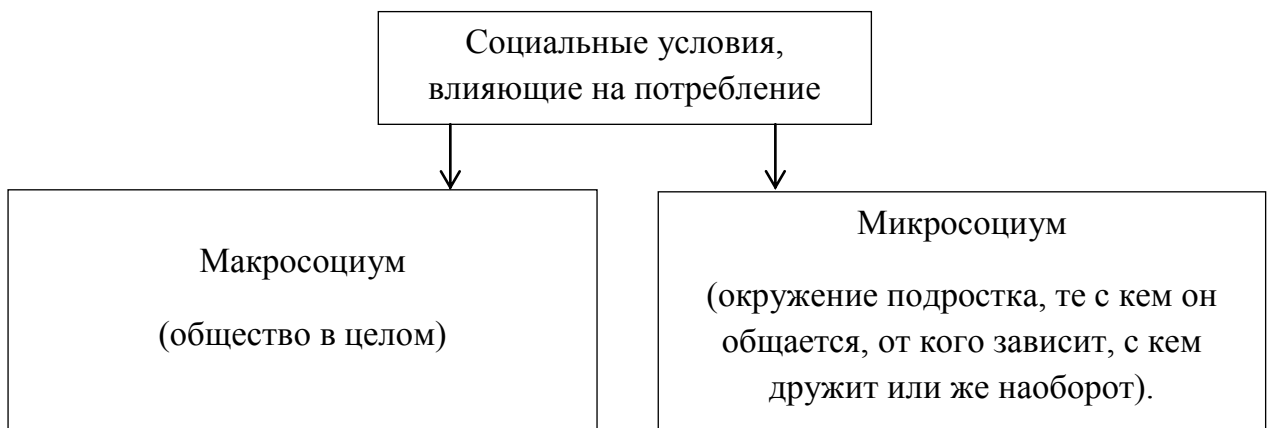 Социальные условия,
влияющие на потребление
Макросоциум
(общество в целом)
Микросоциум
(окружение подростка, те с кем он
общается, от кого зависит, с кем
дружит или же наоборот).